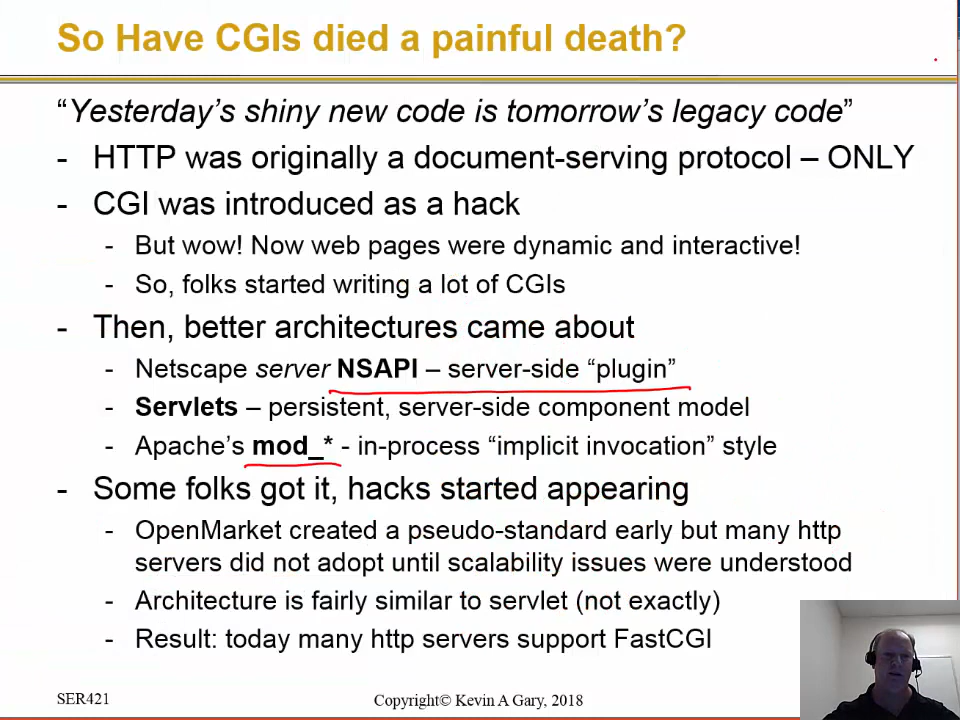 So Have CGIs died a painful death?
“Yesterday’s shiny new code is tomorrow’s legacy code”
- HTTP was originally a document-serving protocol – ONLY
- CGI was introduced as a hack
- But wow! Now web pages were dynamic and interactive!
- So, folks started writing a lot of CGIs
- Then, better architectures came about
- Netscape server NSAPI – server-side “plugin”
- Servlets – persistent, server-side component model
- Apache’s mod_* - in-process “implicit invocation” style
- Some folks got it, hacks started appearing
- OpenMarket created a pseudo-standard early but many http
servers did not adopt until scalability issues were understood
- Architecture is fairly similar to servlet (not exactly)
- Result: today many http servers support FastCGI
SER421
Copyright© Kevin A Gary, 2018